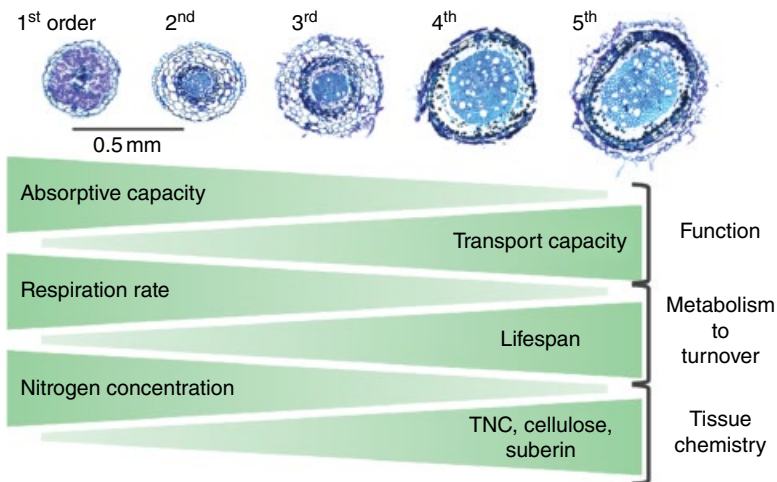 1st order 2nd 3rd 4th 5th
0.5 mm
Absorptive capacity
Transport capacity
Function
Respiration rate
Lifespan
Metabolism
to
turnover
Nitrogen concentration
TNC, cellulose,
suberin
Tissue
chemistry